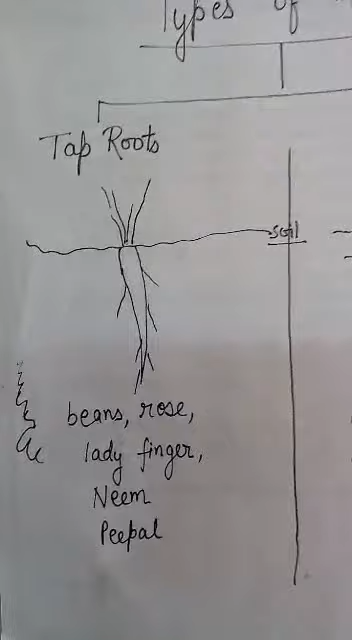 Types of
Tap Roots
soil
beans, rose,
lady finger,
Neem
Peepal